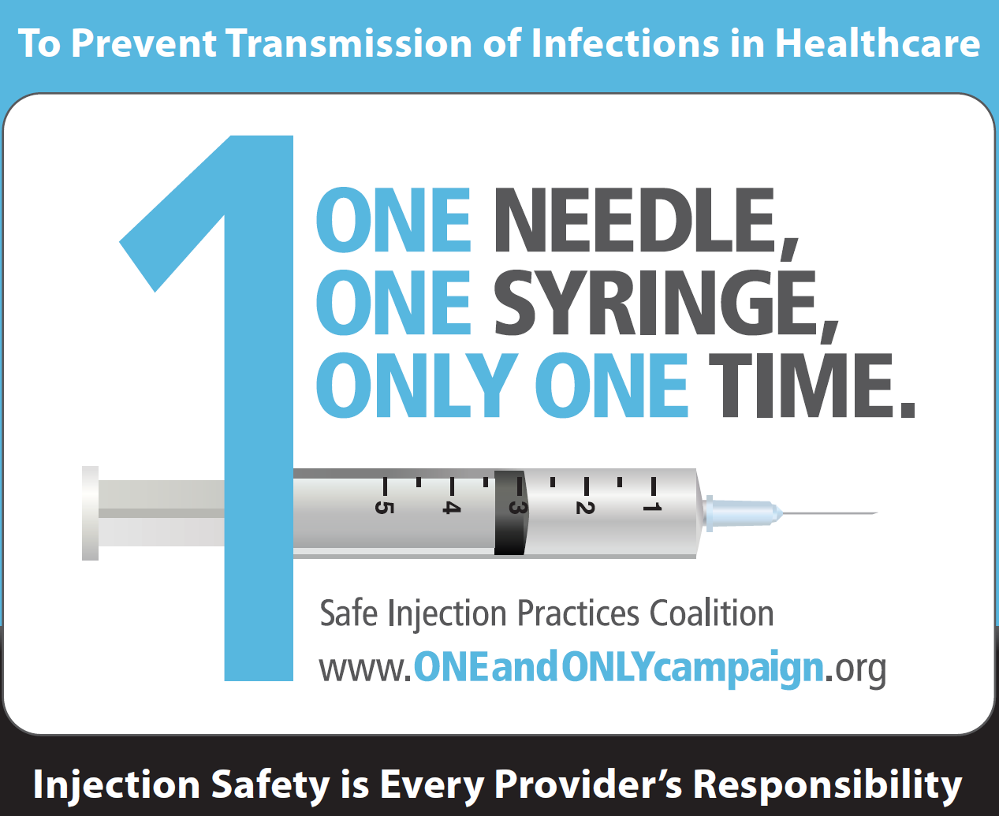 To Prevent Transmission of Infections in Healthcare
1
ONE NEEDLE,
ONE SYRINGE,
ONLY ONE TIME.
5 4 3 2 1
Safe Injection Practices Coalition
www.ONEandONLYcampaign.org
Injection Safety is Every Provider’s Responsibility